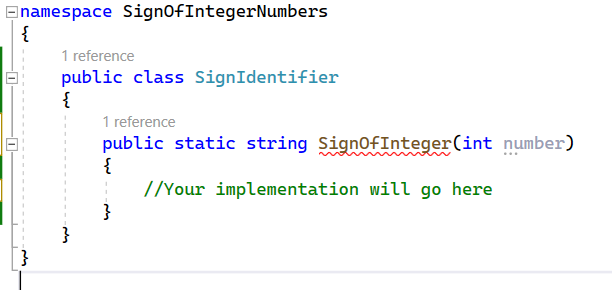 namespace SignOfIntegerNumbers
{
1 reference
public class SignIdentifier
{
1 reference
public static string SignOfInteger(int number)
{
//Your implementation will go here
}
}
}